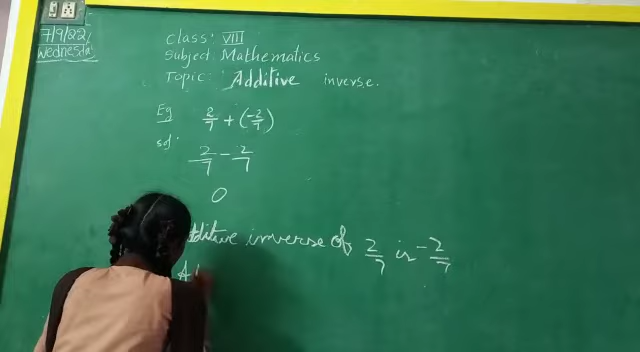 7/9/22
Wednesday
Class: VIII
Subject: Mathematics
Topic: Additive inverse.
Eg 2/7 + (-2/7)
sol: 2/7 - 2/7
0
dditive inverse of 2/7 is -2/7
A